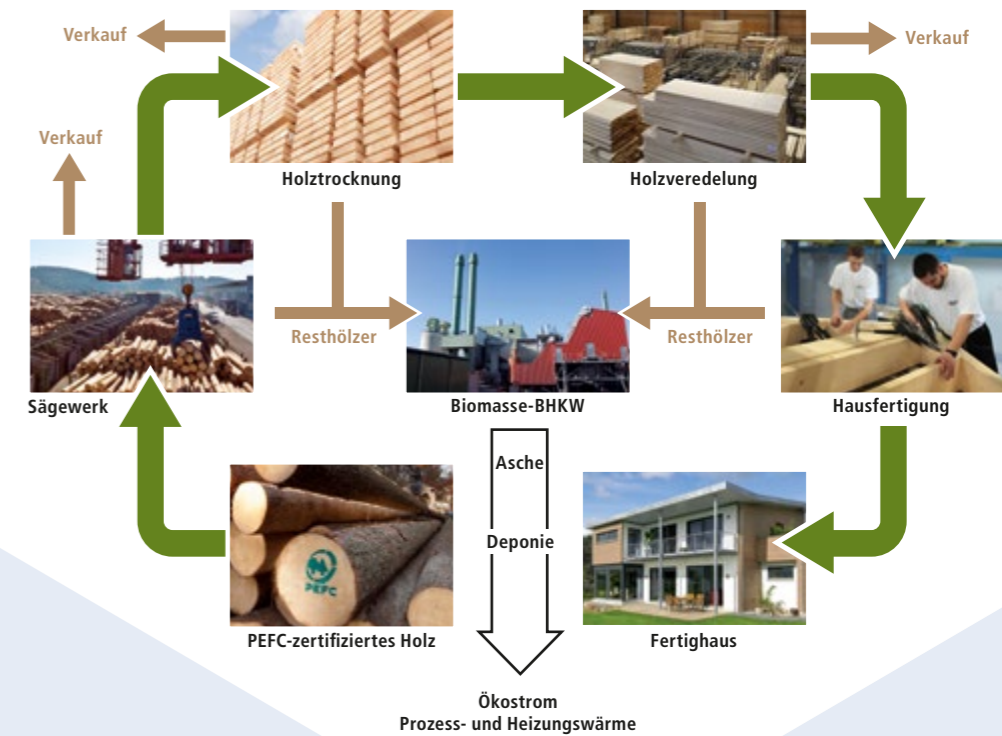 Verkauf
Verkauf
Verkauf
Holztrocknung
Holzveredelung
Resthölzer
Resthölzer
Sägewerk
Biomasse-BHKW
Hausfertigung
Asche
Deponie
PEFC
PEFC-zertifiziertes Holz
Fertighaus
Ökostrom
Prozess- und Heizungswärme